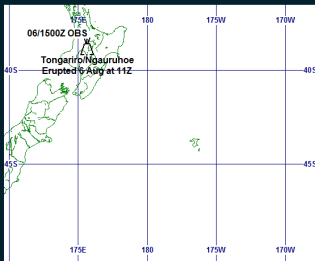 175E 180 175W 170W
06/1500Z OBS
Tongariro/Ngauruhoe
Erupted 6 Aug at 11Z
40S 40S
45S 45S
175E 180 175W 170W